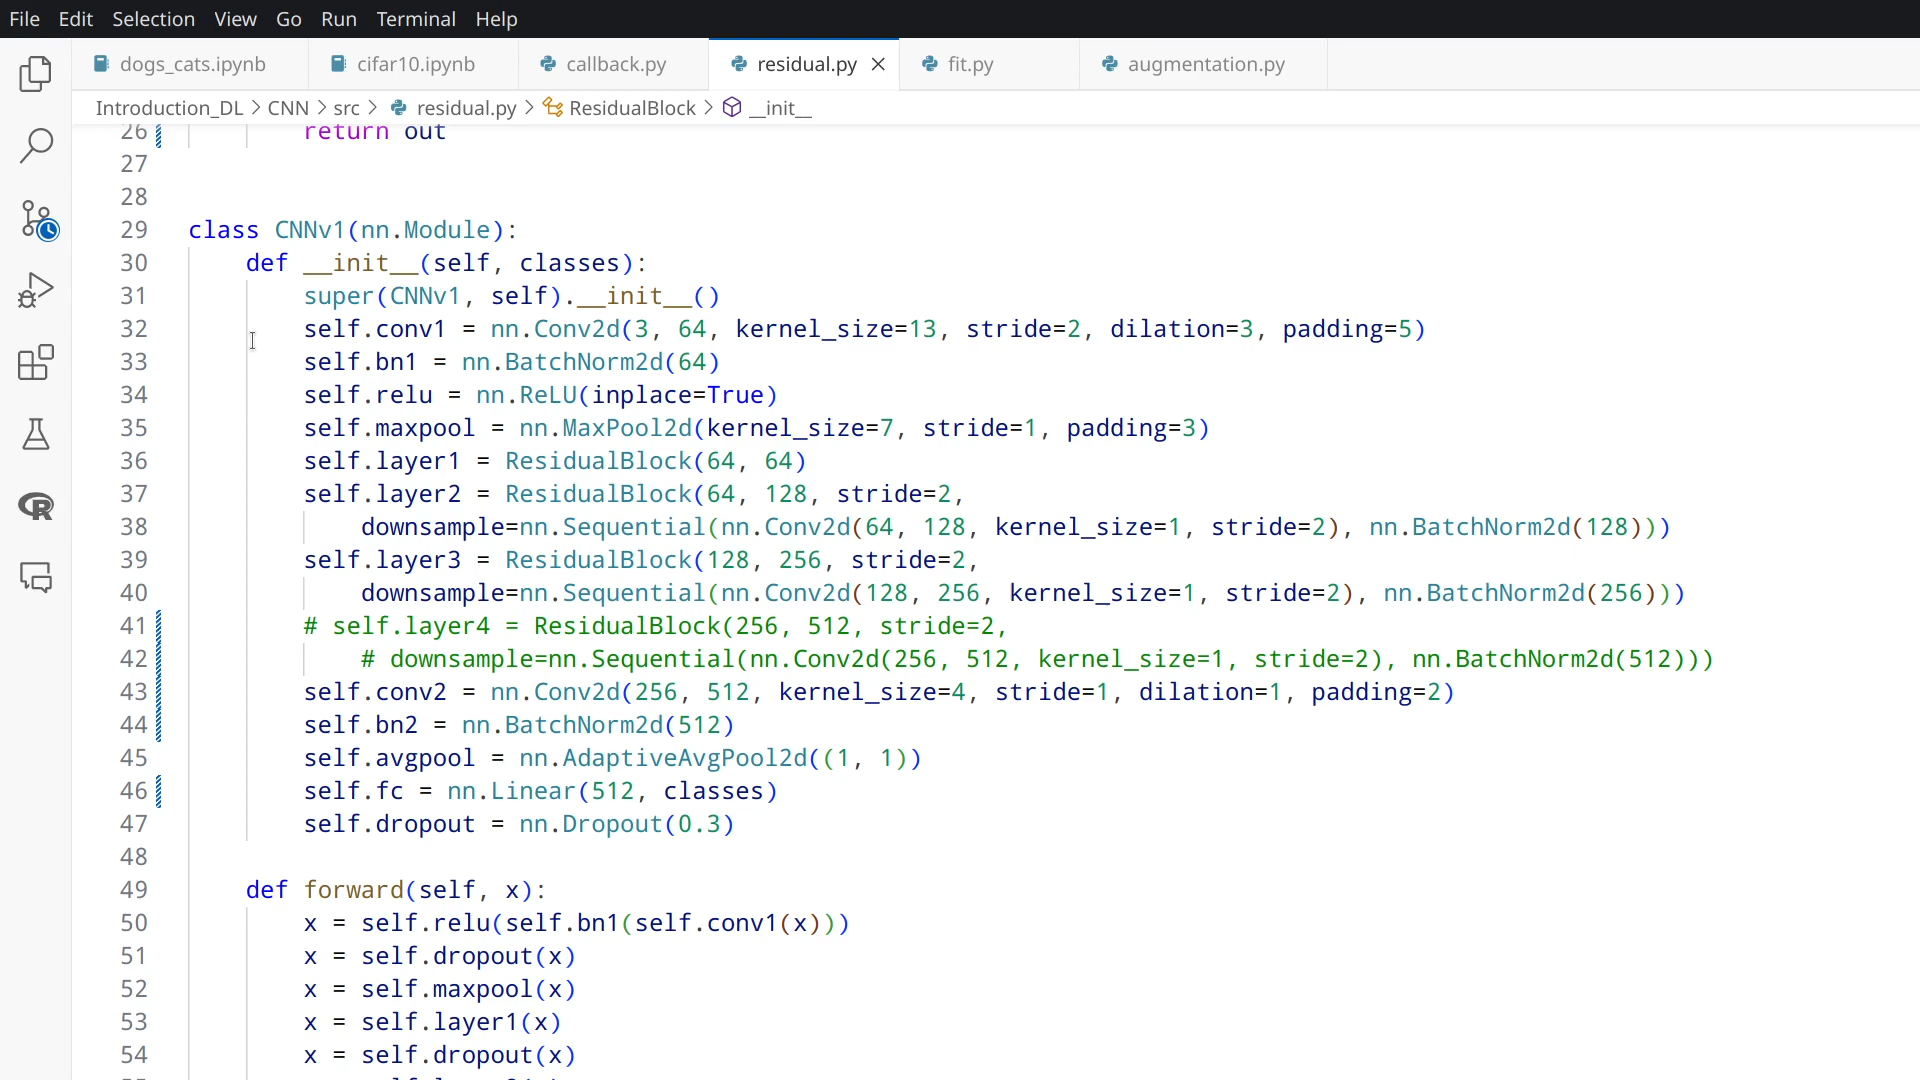 File Edit Selection View Go Run Terminal Help
dogs_cats.ipynb cifar10.ipynb callback.py residual.py fit.py augmentation.py
Introduction_DL > CNN > src > residual.py > ResidualBlock > __init__
26 return out
27
28
29 class CNNv1(nn.Module):
30 def __init__(self, classes):
31 super(CNNv1, self).__init__()
32 self.conv1 = nn.Conv2d(3, 64, kernel_size=13, stride=2, dilation=3, padding=5)
33 self.bn1 = nn.BatchNorm2d(64)
34 self.relu = nn.ReLU(inplace=True)
35 self.maxpool = nn.MaxPool2d(kernel_size=7, stride=1, padding=3)
36 self.layer1 = ResidualBlock(64, 64)
37 self.layer2 = ResidualBlock(64, 128, stride=2,
38 downsample=nn.Sequential(nn.Conv2d(64, 128, kernel_size=1, stride=2), nn.BatchNorm2d(128)))
39 self.layer3 = ResidualBlock(128, 256, stride=2,
40 downsample=nn.Sequential(nn.Conv2d(128, 256, kernel_size=1, stride=2), nn.BatchNorm2d(256)))
41 # self.layer4 = ResidualBlock(256, 512, stride=2,
42 # downsample=nn.Sequential(nn.Conv2d(256, 512, kernel_size=1, stride=2), nn.BatchNorm2d(512)))
43 self.conv2 = nn.Conv2d(256, 512, kernel_size=4, stride=1, dilation=1, padding=2)
44 self.bn2 = nn.BatchNorm2d(512)
45 self.avgpool = nn.AdaptiveAvgPool2d((1, 1))
46 self.fc = nn.Linear(512, classes)
47 self.dropout = nn.Dropout(0.3)
48
49 def forward(self, x):
50 x = self.relu(self.bn1(self.conv1(x)))
51 x = self.dropout(x)
52 x = self.maxpool(x)
53 x = self.layer1(x)
54 x = self.dropout(x)